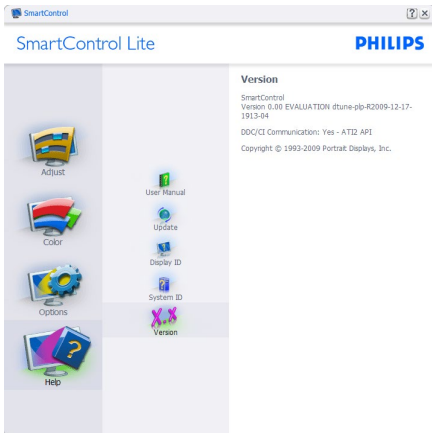 SmartControl
SmartControl Lite
PHILIPS
Adjust
Color
Options
Help
User Manual
Update
Display ID
System ID
X.X
Version
Version
SmartControl
Version 0.00 EVALUATION dtune-plp-R2009-12-17-
1913-04
DDC/CI Communication: Yes - ATI2 API
Copyright © 1993-2009 Portrait Displays, Inc.